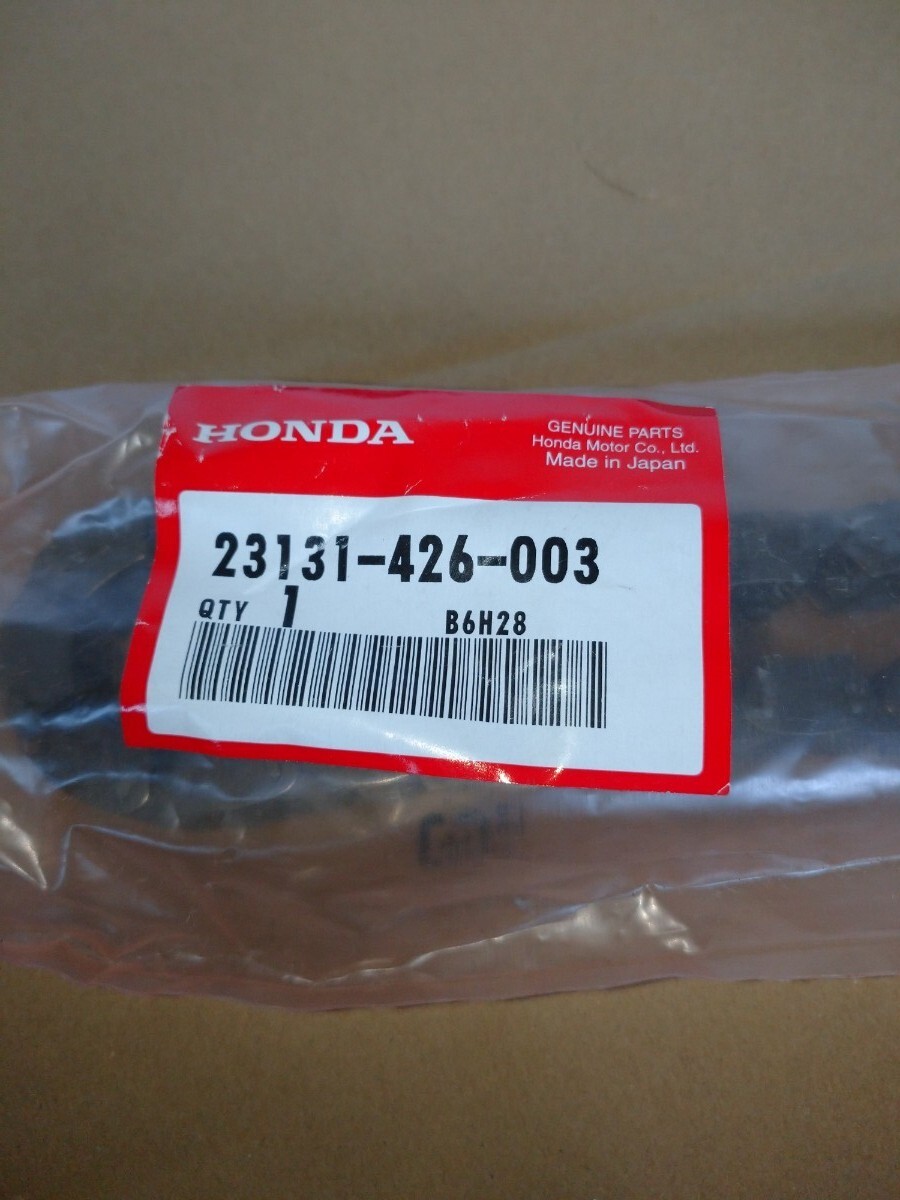 HONDA
GENUINE PARTS
Honda Motor Co., Ltd.
Made in Japan
23131-426-003
QTY 1 B6H28